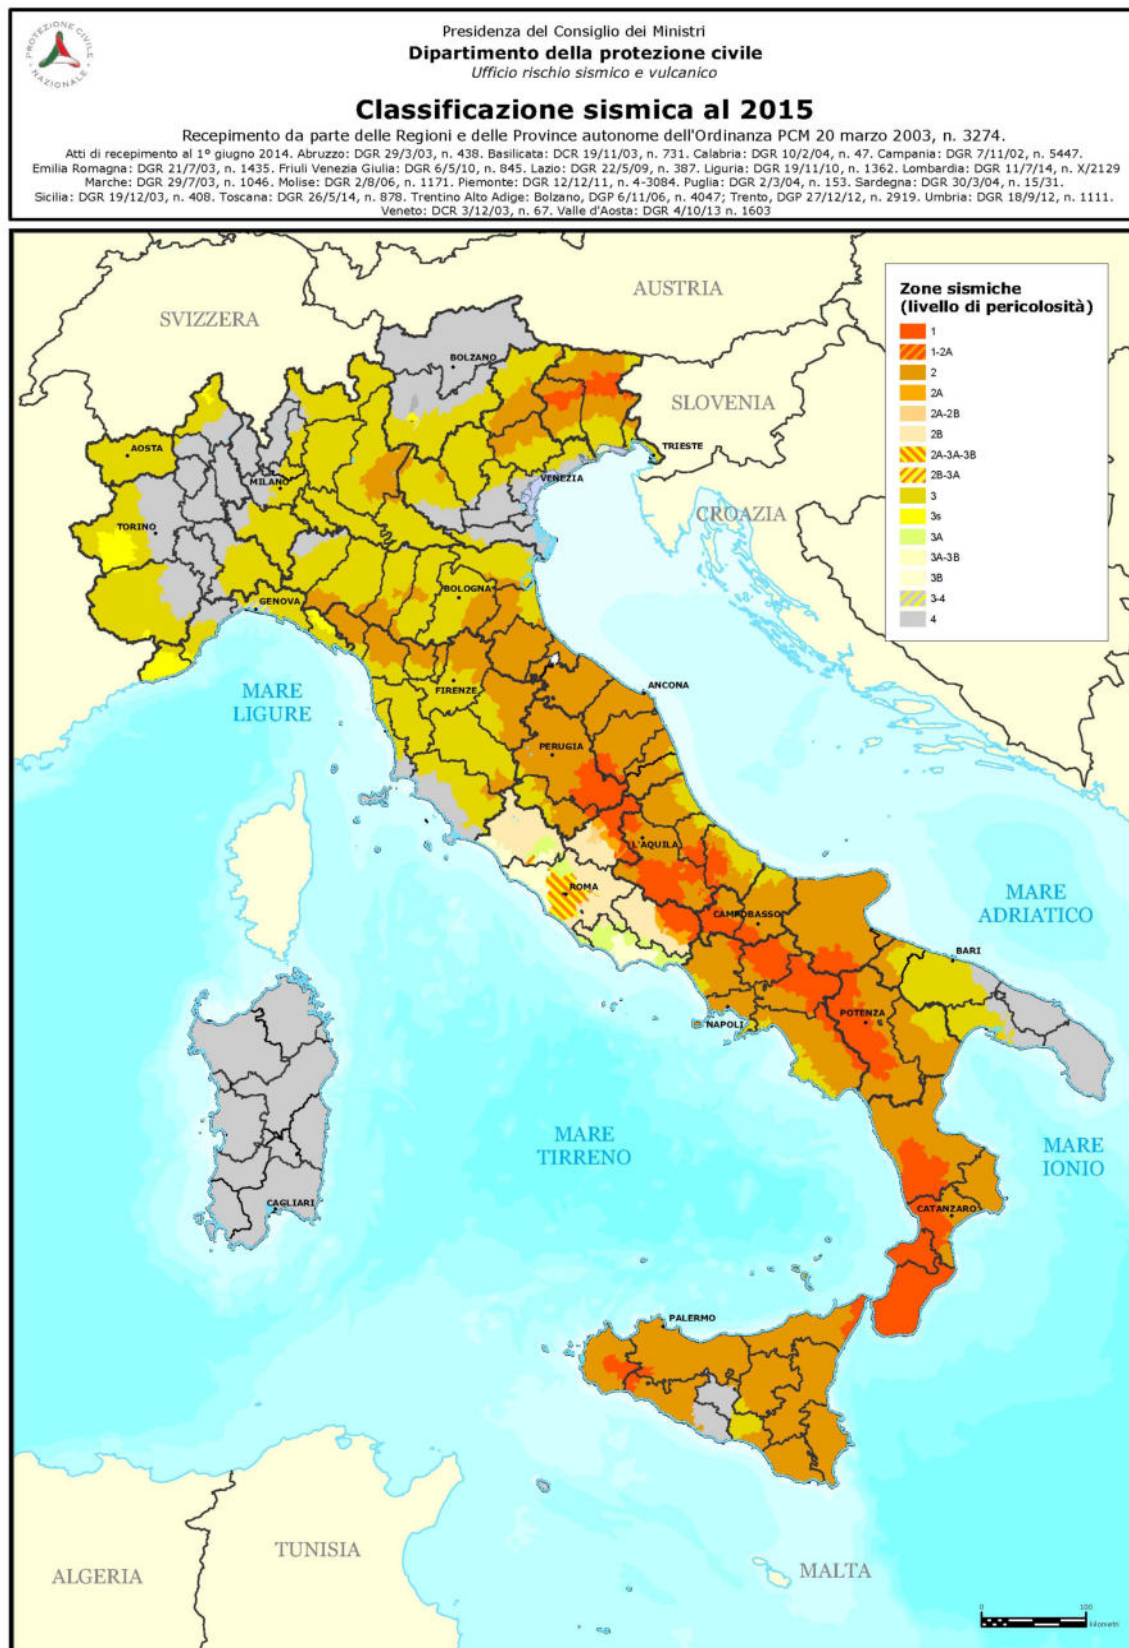 PROTEZIONE CIVILE
NAZIONALE
Presidenza del Consiglio dei Ministri
Dipartimento della protezione civile
Ufficio rischio sismico e vulcanico
Classificazione sismica al 2015
Recepimento da parte delle Regioni e delle Province autonome dell'Ordinanza PCM 20 marzo 2003, n. 3274.
Atti di recepimento al 1º giugno 2014. Abruzzo: DGR 29/3/03, n. 438. Basilicata: DCR 19/11/03, n. 731. Calabria: DGR 10/2/04, n. 47. Campania: DGR 7/11/02, n. 5447.
Emilia Romagna: DGR 21/7/03, n. 1435. Friuli Venezia Giulia: DGR 6/5/10, n. 845. Lazio: DGR 22/5/09, n. 387. Liguria: DGR 19/11/10, n. 1362. Lombardia: DGR 11/7/14, n. X/2129
Marche: DGR 29/7/03, n. 1046. Molise: DGR 2/8/06, n. 1171. Piemonte: DGR 12/12/11, n. 4-3084. Puglia: DGR 2/3/04, n. 153. Sardegna: DGR 30/3/04, n. 15/31.
Sicilia: DGR 19/12/03, n. 408. Toscana: DGR 26/5/14, n. 878. Trentino Alto Adige: Bolzano, DGP 6/11/06, n. 4047; Trento, DGP 27/12/12, n. 2919. Umbria: DGR 18/9/12, n. 1111.
Veneto: DCR 3/12/03, n. 67. Valle d'Aosta: DGR 4/10/13 n. 1603
Zone sismiche
(livello di pericolosità)
1
1-2A
2
2A
2A-2B
2B
2A-3A-3B
2B-3A
3
3s
3A
3A-3B
3B
3-4
4
AUSTRIA
SVIZZERA
BOLZANO
SLOVENIA
AOSTA
TRIESTE
MILANO
VENEZIA
CROAZIA
TORINO
BOLOGNA
GENOVA
FIRENZE
ANCONA
MARE
LIGURE
PERUGIA
L'AQUILA
ROMA
MARE
ADRIATICO
CAMPOBASSO
BARI
NAPOLI
POTENZA
MARE
TIRRENO
MARE
IONIO
CAGLIARI
CATANZARO
PALERMO
TUNISIA
ALGERIA
MALTA
0
100
kilometri